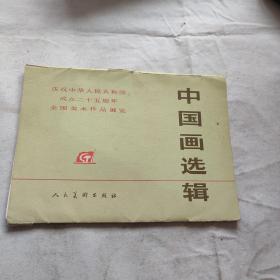 庆祝中华人民共和国
成立二十五周年
全国美术作品展览
中国画选辑
人民美術出版社